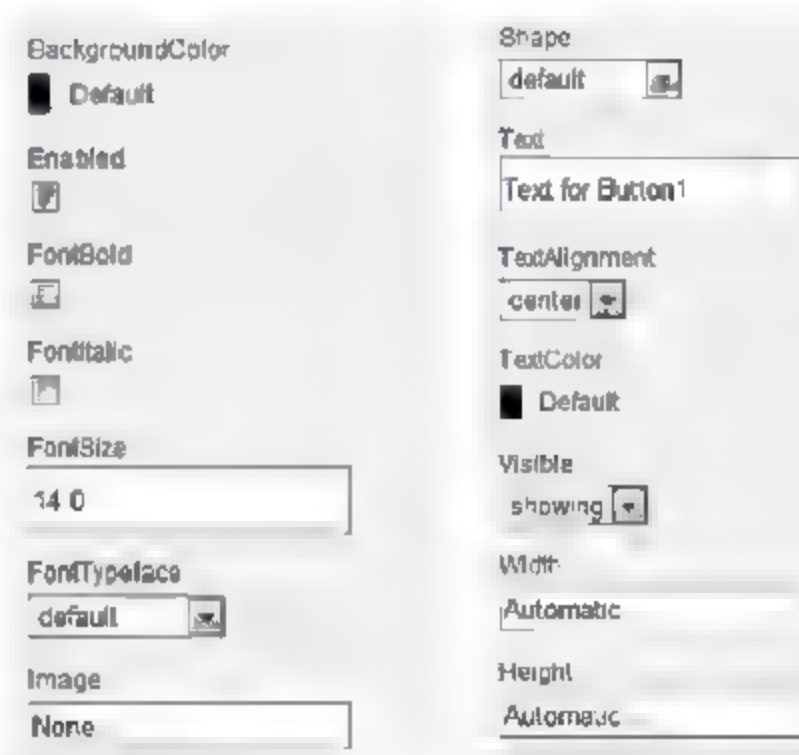 BackgroundColor
Default
Enabled
FontBold
FontItalic
FontSize
14.0
FontTypeface
default
Image
None
Shape
default
Text
Text for Button1
TextAlignment
center
TextColor
Default
Visible
showing
Width
Automatic
Height
Automatic